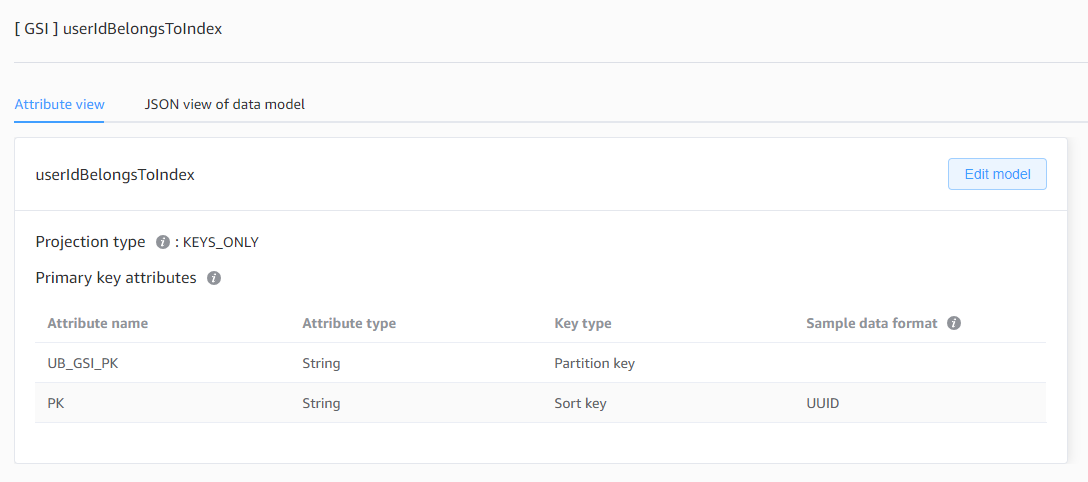 [ GSI ] userIdBelongsToIndex
Attribute view JSON view of data model
userIdBelongsToIndex Edit model
Projection type i : KEYS_ONLY
Primary key attributes i
Attribute name Attribute type Key type Sample data format i
UB_GSI_PK String Partition key
PK String Sort key UUID